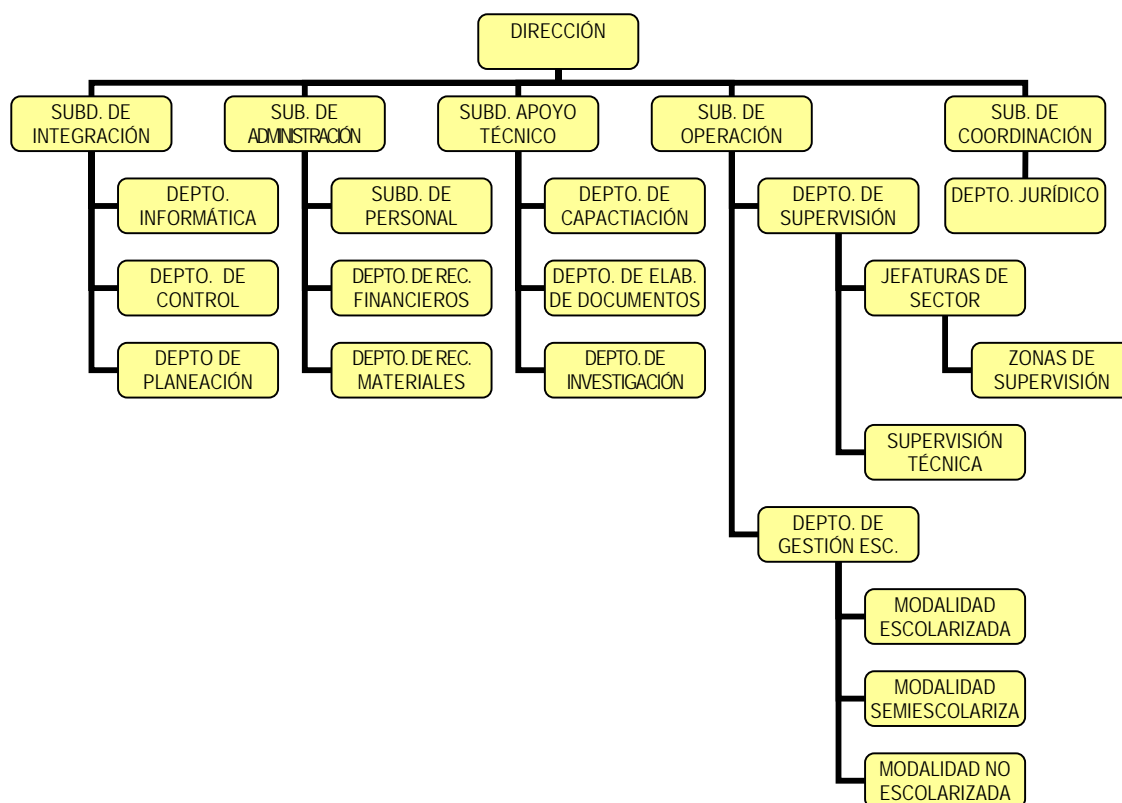 DIRECCIÓN
SUBD. DE
INTEGRACIÓN
SUB. DE
ADMINISTRACIÓN
SUBD. APOYO
TÉCNICO
SUB. DE
OPERACIÓN
SUB. DE
COORDINACIÓN
DEPTO.
INFORMÁTICA
SUBD. DE
PERSONAL
DEPTO. DE
CAPACTIACIÓN
DEPTO. DE
SUPERVISIÓN
DEPTO. JURÍDICO
DEPTO. DE
CONTROL
DEPTO. DE REC.
FINANCIEROS
DEPTO. DE ELAB.
DE DOCUMENTOS
JEFATURAS DE
SECTOR
DEPTO DE
PLANEACIÓN
DEPTO. DE REC.
MATERIALES
DEPTO. DE
INVESTIGACIÓN
ZONAS DE
SUPERVISIÓN
SUPERVISIÓN
TÉCNICA
DEPTO. DE
GESTIÓN ESC.
MODALIDAD
ESCOLARIZADA
MODALIDAD
SEMIESCOLARIZA
MODALIDAD NO
ESCOLARIZADA